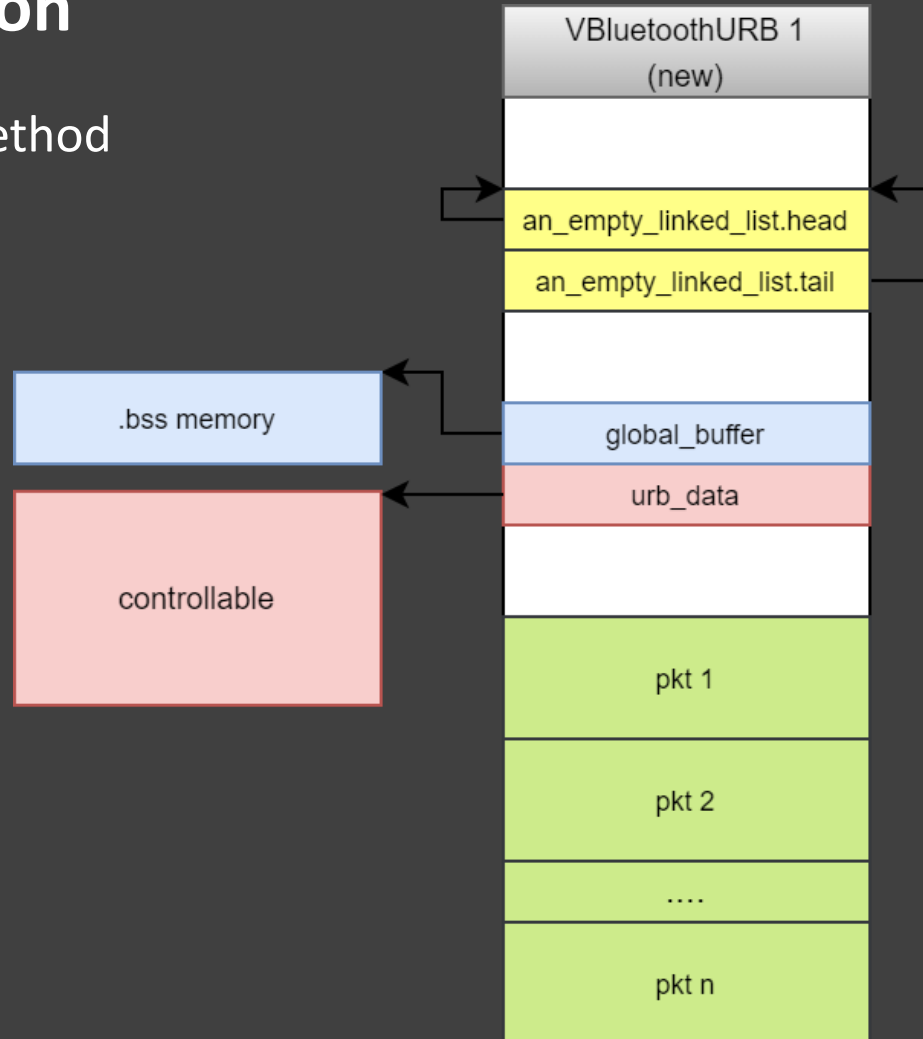 on
ethod
VBluetoothURB 1
(new)
an_empty_linked_list.head
an_empty_linked_list.tail
.bss memory
global_buffer
urb_data
controllable
pkt 1
pkt 2
....
pkt n